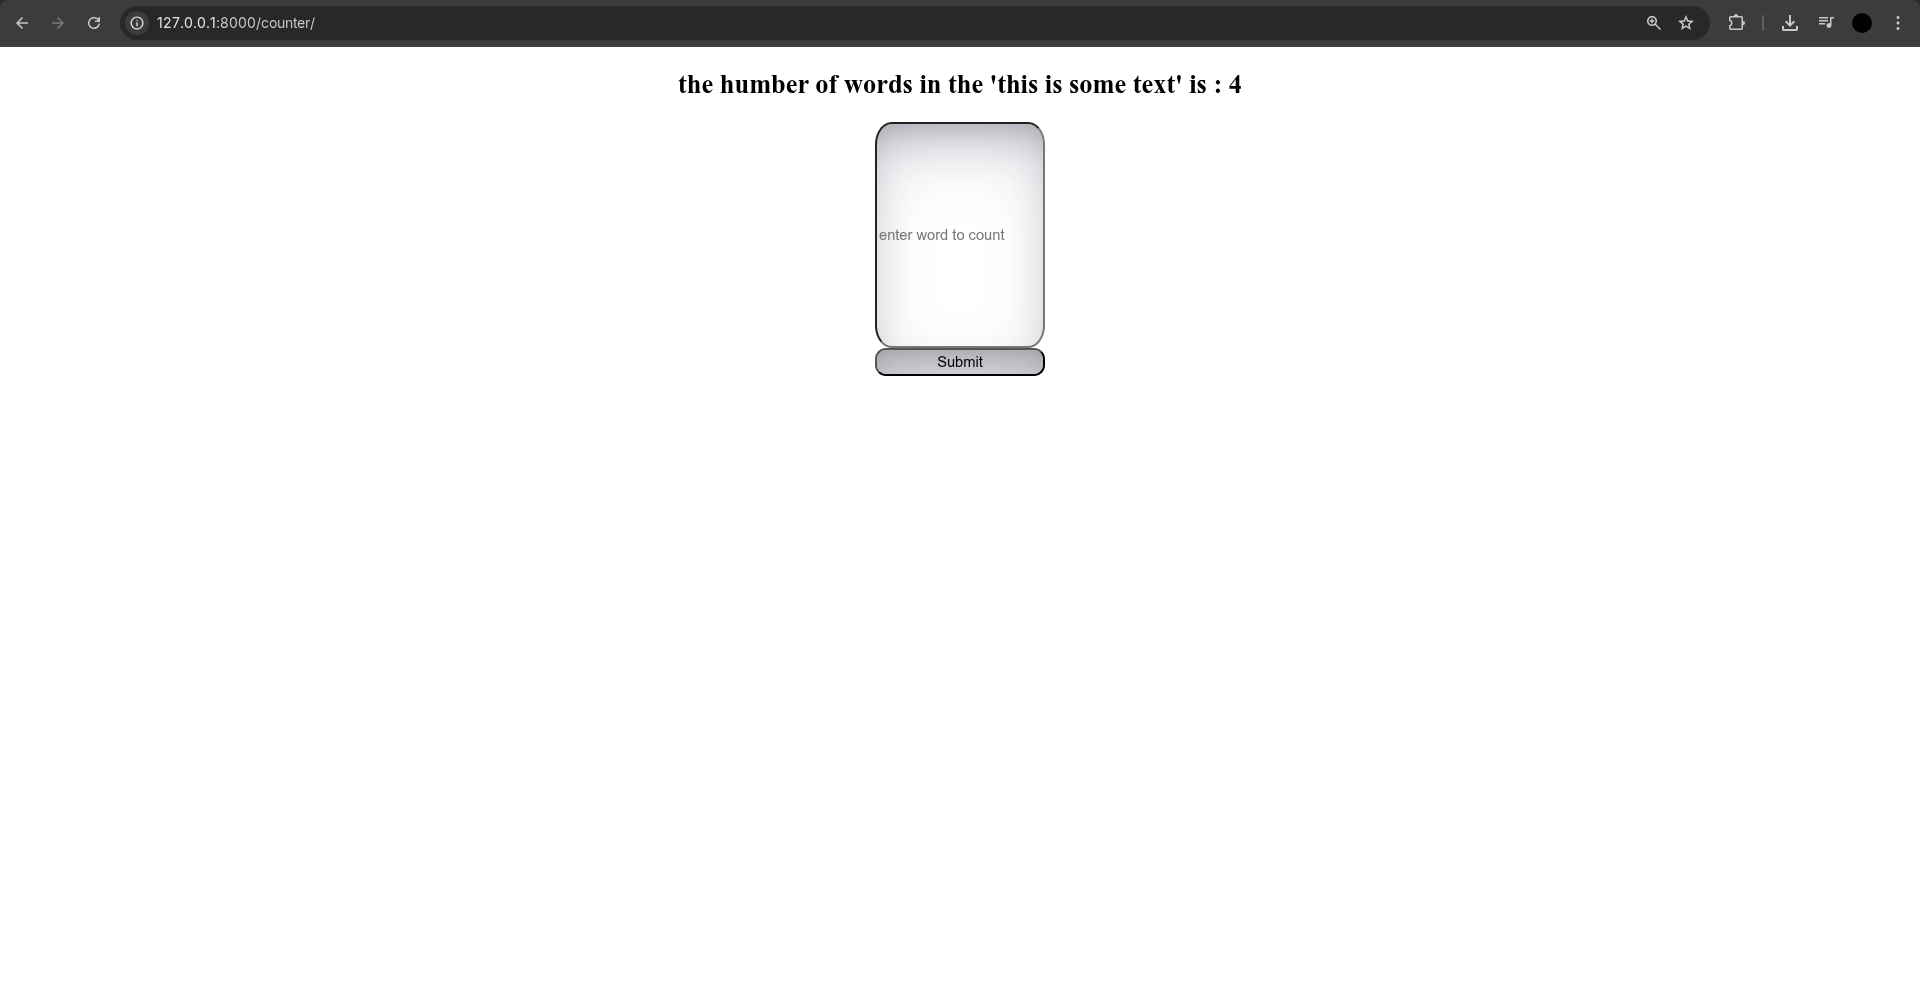 127.0.0.1:8000/counter/
the humber of words in the 'this is some text' is : 4
enter word to count
Submit